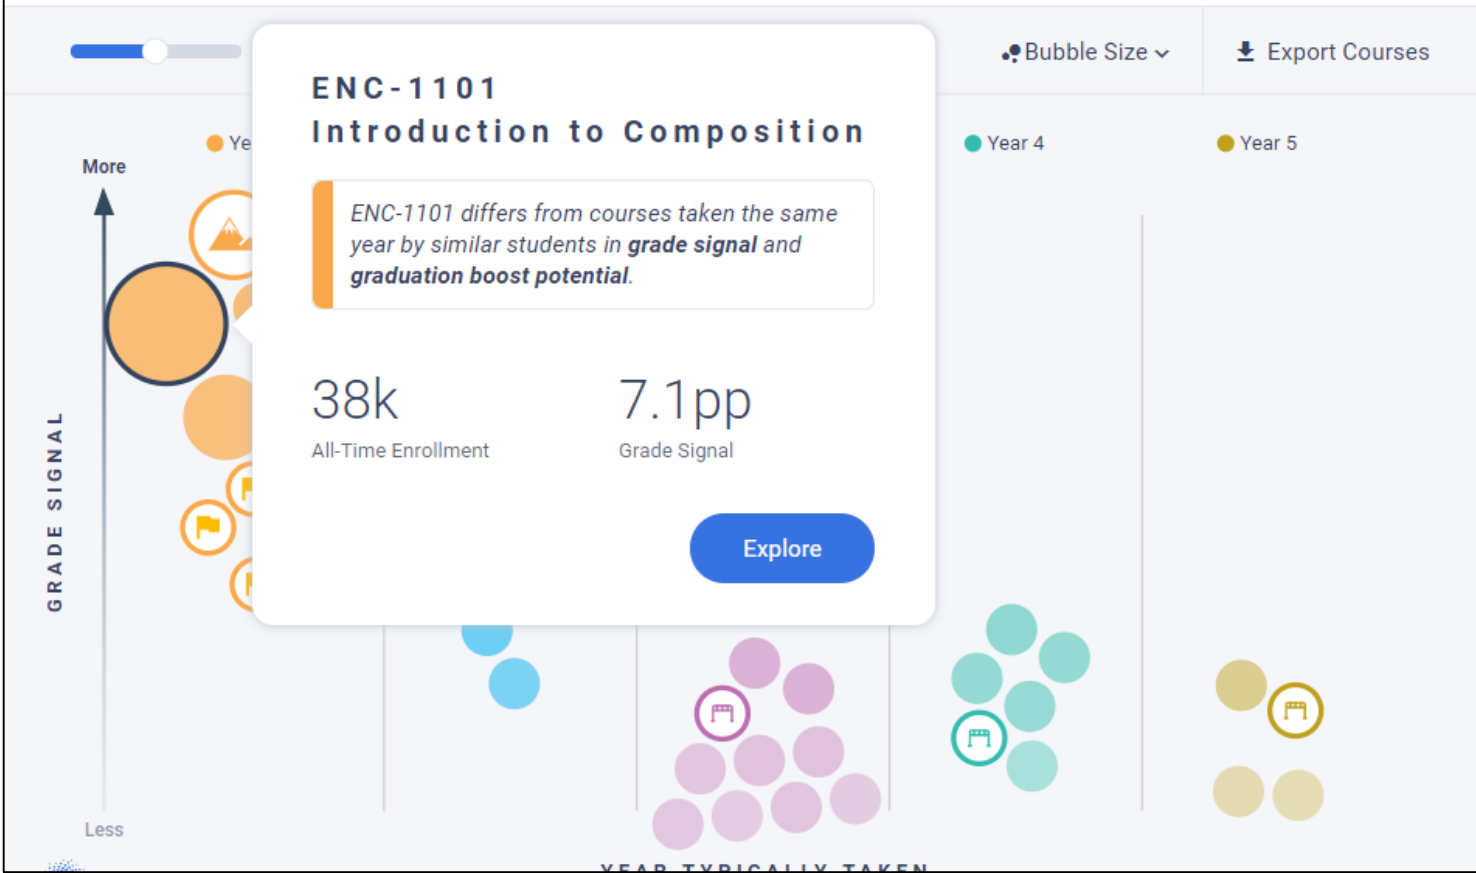 Bubble Size
Export Courses
ENC-1101
Introduction to Composition
Ye
Year 4
Year 5
More
ENC-1101 differs from courses taken the same
year by similar students in grade signal and
graduation boost potential.
38k
7.1pp
All-Time Enrollment
Grade Signal
GRADE SIGNAL
Explore
Less
YEAR TYPICALLY TAKEN